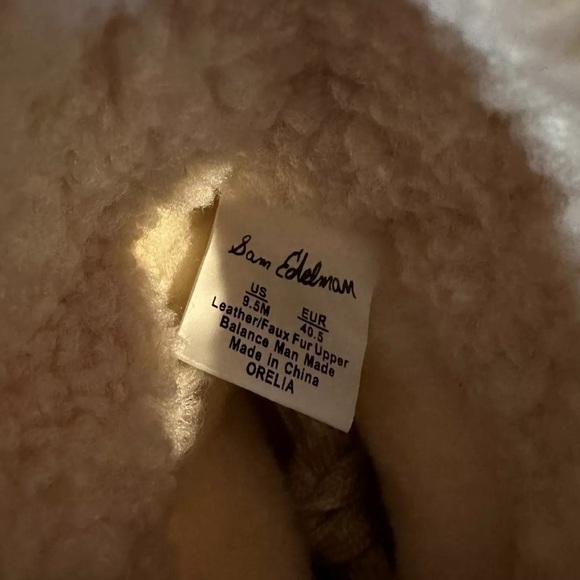 Sam Edelman
US EUR
9.5M 40.5
Leather/Faux Fur Upper
Balance Man Made
Made in China
ORELIA